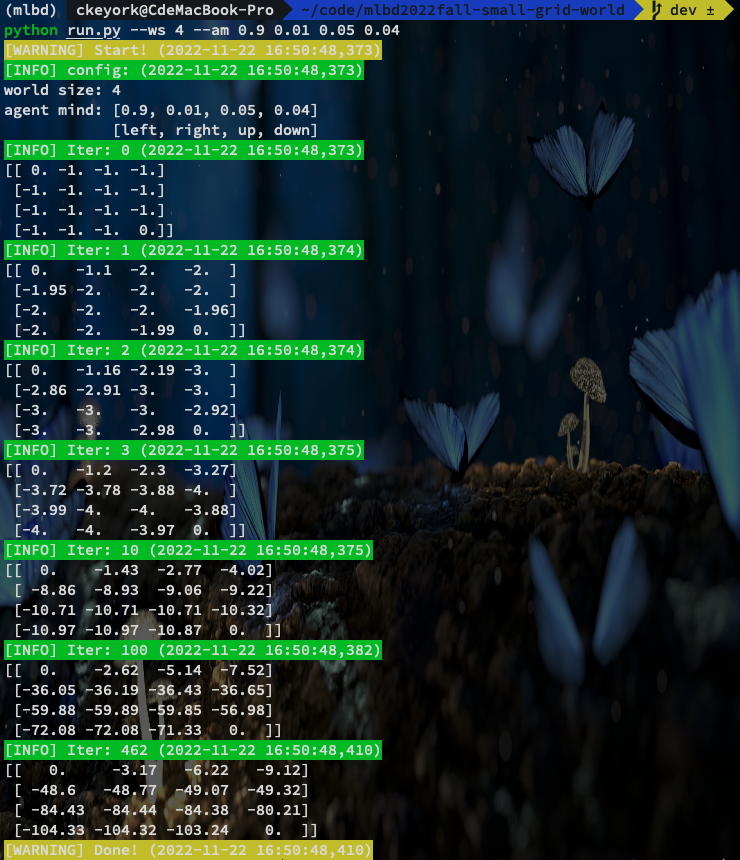 (mlbd) ckeyork@CdeMacBook-Pro ~/code/mlbd2022fall-small-grid-world dev ±
python run.py --ws 4 --am 0.9 0.01 0.05 0.04
[WARNING] Start! (2022-11-22 16:50:48,373)
[INFO] config: (2022-11-22 16:50:48,373)
world size: 4
agent mind: [0.9, 0.01, 0.05, 0.04]
            [left, right, up, down]
[INFO] Iter: 0 (2022-11-22 16:50:48,373)
[[ 0. -1. -1. -1.]
 [-1. -1. -1. -1.]
 [-1. -1. -1. -1.]
 [-1. -1. -1.  0.]]
[INFO] Iter: 1 (2022-11-22 16:50:48,374)
[[ 0.   -1.1  -2.   -2.  ]
 [-1.95 -2.   -2.   -2.  ]
 [-2.   -2.   -2.   -1.96]
 [-2.   -2.   -1.99  0.  ]]
[INFO] Iter: 2 (2022-11-22 16:50:48,374)
[[ 0.   -1.16 -2.19 -3.  ]
 [-2.86 -2.91 -3.   -3.  ]
 [-3.   -3.   -3.   -2.92]
 [-3.   -3.   -2.98  0.  ]]
[INFO] Iter: 3 (2022-11-22 16:50:48,375)
[[ 0.   -1.2  -2.3  -3.27]
 [-3.72 -3.78 -3.88 -4.  ]
 [-3.99 -4.   -4.   -3.88]
 [-4.   -4.   -3.97  0.  ]]
[INFO] Iter: 10 (2022-11-22 16:50:48,375)
[[  0.    -1.43  -2.77  -4.02]
 [ -8.86  -8.93  -9.06  -9.22]
 [-10.71 -10.71 -10.71 -10.32]
 [-10.97 -10.97 -10.87   0.  ]]
[INFO] Iter: 100 (2022-11-22 16:50:48,382)
[[  0.    -2.62  -5.14  -7.52]
 [-36.05 -36.19 -36.43 -36.65]
 [-59.88 -59.89 -59.85 -56.98]
 [-72.08 -72.08 -71.33   0.  ]]
[INFO] Iter: 462 (2022-11-22 16:50:48,410)
[[   0.     -3.17   -6.22   -9.12]
 [ -48.6   -48.77  -49.07  -49.32]
 [ -84.43  -84.44  -84.38  -80.21]
 [-104.33 -104.32 -103.24    0.  ]]
[WARNING] Done! (2022-11-22 16:50:48,410)